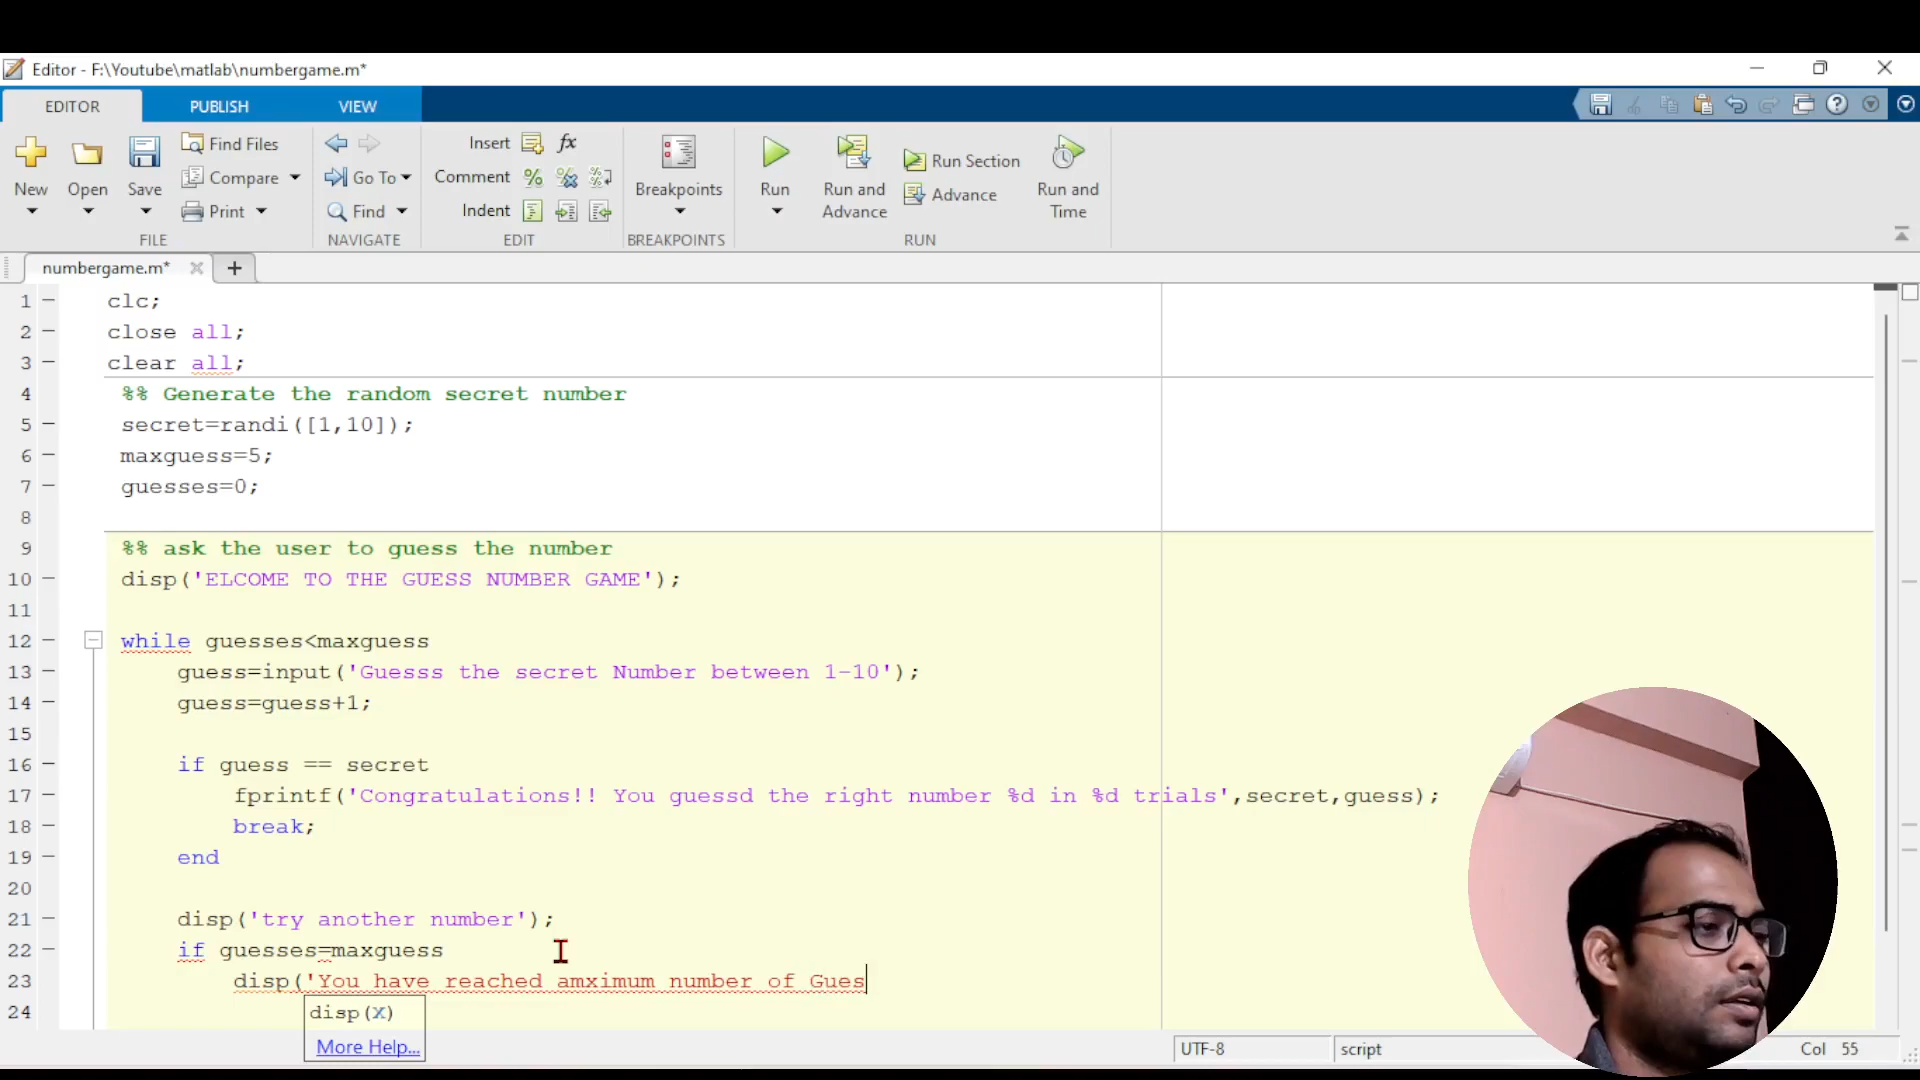 Editor - F:\Youtube\matlab\numbergame.m*
EDITOR PUBLISH VIEW
New Open Save
Find Files
Compare
Print
FILE
Go To
Find
NAVIGATE
Insert fx
Comment
Indent
EDIT
Breakpoints
BREAKPOINTS
Run
Run and Advance
Run Section
Advance
Run and Time
RUN
numbergame.m*
1 clc;
2 close all;
3 clear all;
4 %% Generate the random secret number
5 secret=randi([1,10]);
6 maxguess=5;
7 guesses=0;
8
9 %% ask the user to guess the number
10 disp('ELCOME TO THE GUESS NUMBER GAME');
11
12 while guesses<maxguess
13 guess=input('Guesss the secret Number between 1-10');
14 guess=guess+1;
15
16 if guess == secret
17 fprintf('Congratulations!! You guessd the right number %d in %d trials',secret,guess);
18 break;
19 end
20
21 disp('try another number');
22 if guesses=maxguess
23 disp('You have reached amximum number of Gues
24
disp(X)
More Help...
UTF-8 script Col 55